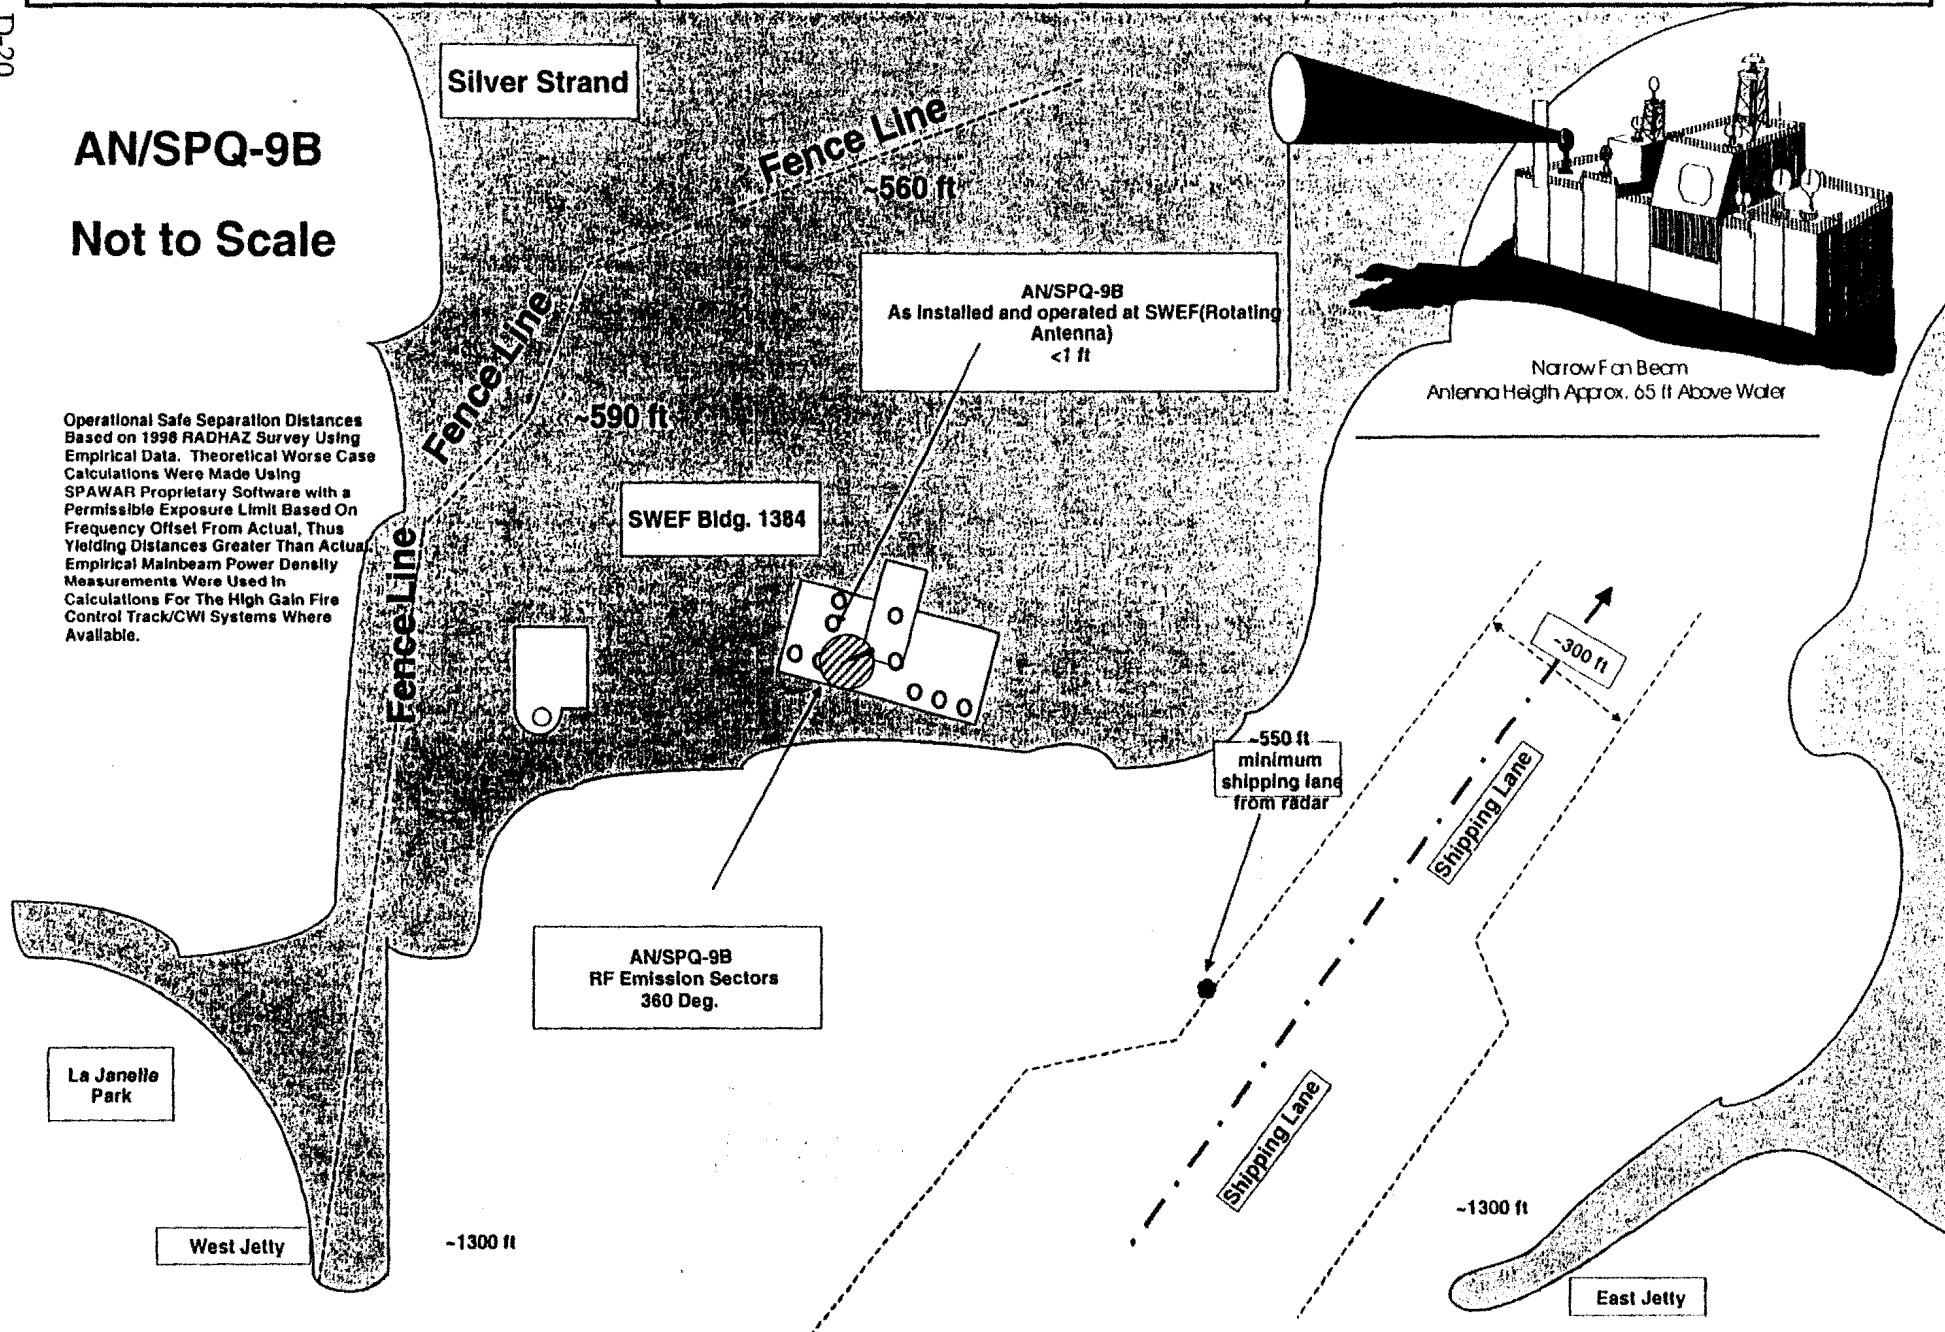 D-20
AN/SPQ-9B
Not to Scale
Silver Strand
Fence Line
~560 ft
AN/SPQ-9B
As Installed and operated at SWEF(Rotating
Antenna)
<1 ft
Narrow Fan Beam
Antenna Heigth Approx. 65 ft Above Water
Fence Line
~590 ft
Operational Safe Separation Distances
Based on 1998 RADHAZ Survey Using
Empirical Data. Theoretical Worse Case
Calculations Were Made Using
SPAWAR Proprietary Software with a
Permissible Exposure Limit Based On
Frequency Offset From Actual, Thus
Yielding Distances Greater Than Actual.
Empirical Mainbeam Power Density
Measurements Were Used In
Calculations For The High Gain Fire
Control Track/CWI Systems Where
Available.
Fence Line
SWEF Bldg. 1384
~300 ft
~550 ft
minimum
shipping lane
from radar
Shipping Lane
AN/SPQ-9B
RF Emission Sectors
360 Deg.
La Janelle
Park
Shipping Lane
West Jetty
~1300 ft
~1300 ft
East Jetty